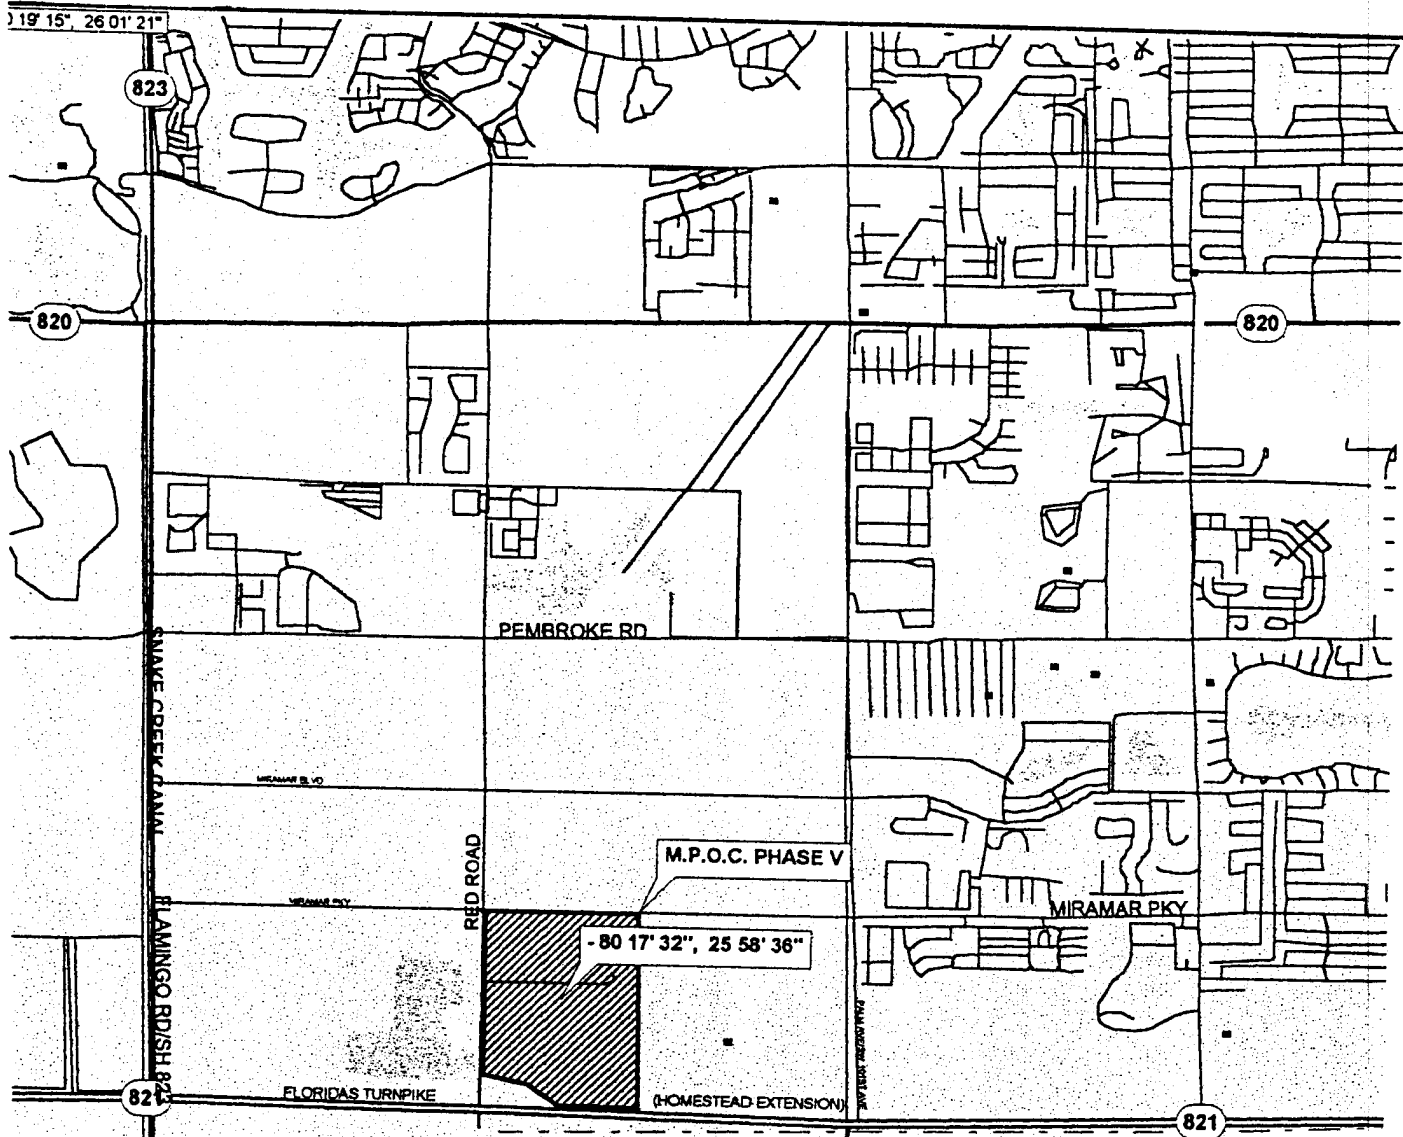 0 19' 15", 26 01' 21"
823
820
820
PEMBROKE RD
SNAKE CREEK CANAL
MIRAMAR BLVD
RED ROAD
M.P.O.C. PHASE V
MIRAMAR PKY
MIRAMAR PKY
- 80 17' 32", 25 58' 36"
FLAMINGO RD/SH 823
FLORIDAS TURNPIKE
(HOMESTEAD EXTENSION)
821
821